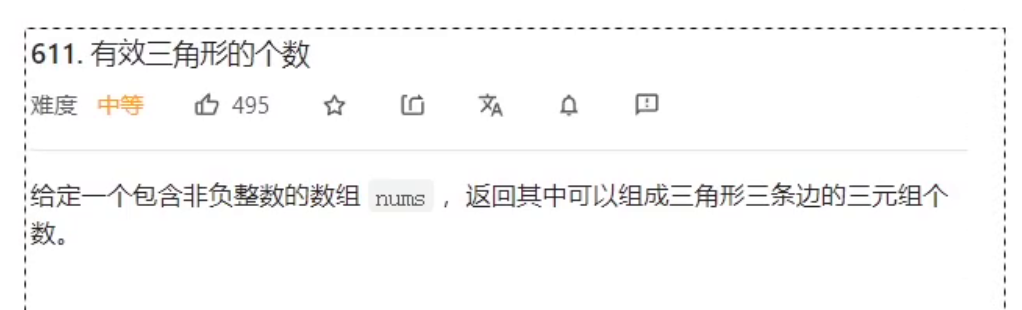 611. 有效三角形的个数
难度 中等 495
给定一个包含非负整数的数组 nums ，返回其中可以组成三角形三条边的三元组个
数。